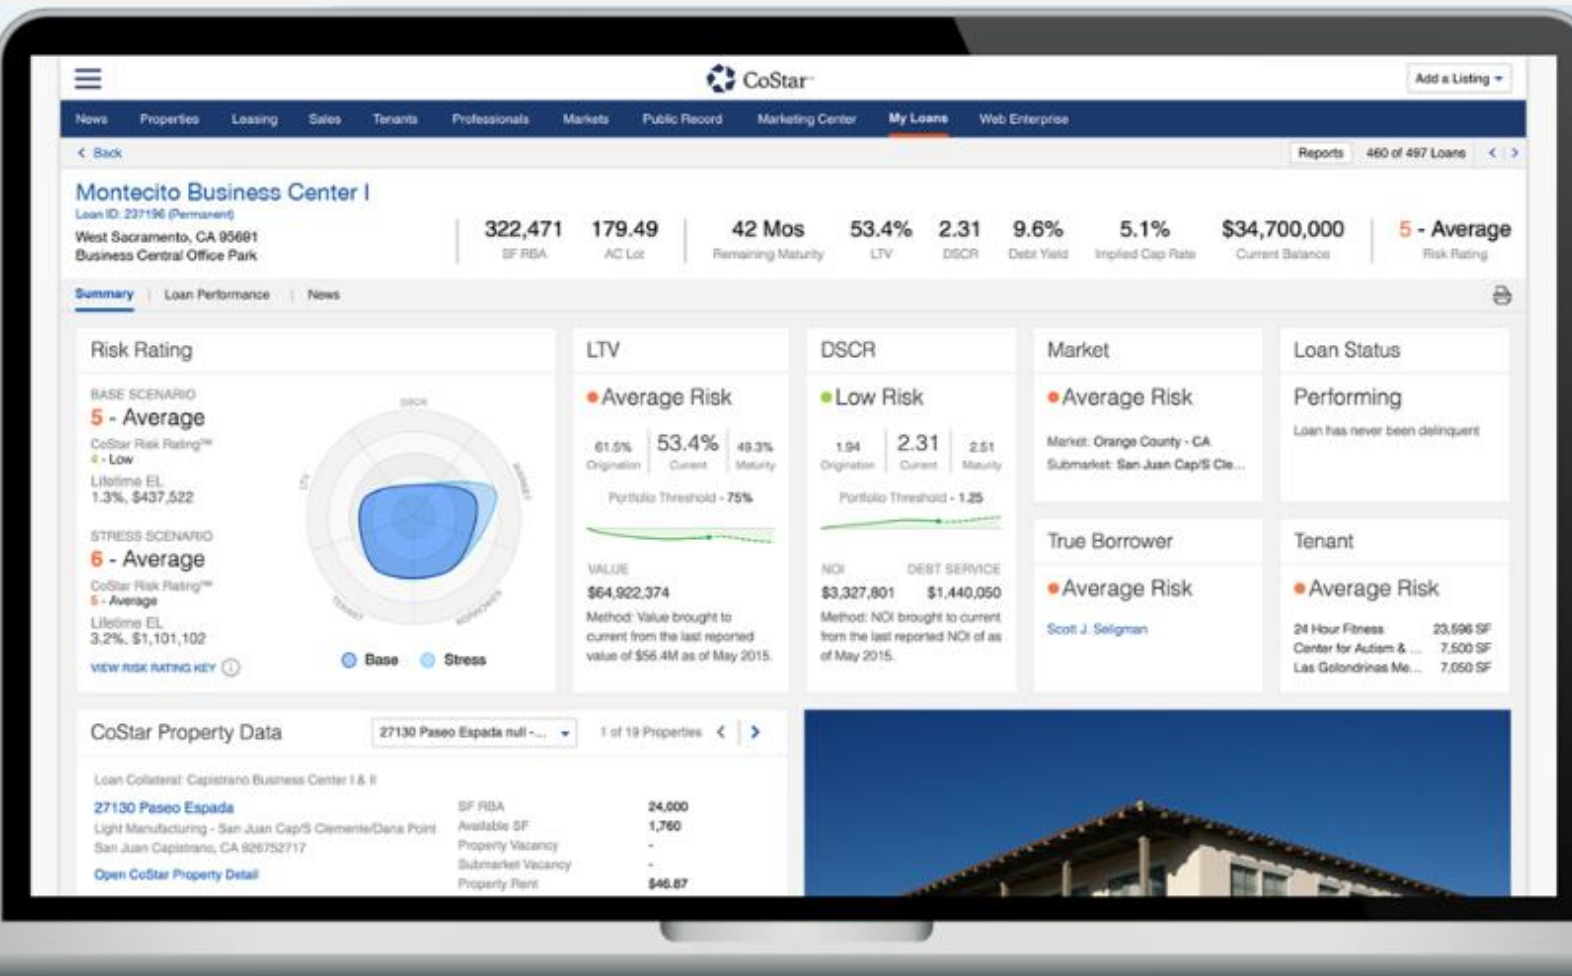 CoStar™
Add a Listing
News Properties Leasing Sales Tenants Professionals Markets Public Record Marketing Center My Loans Web Enterprise
< Back
Reports 460 of 497 Loans < >
Montecito Business Center I
Loan ID: 237196 (Permanent)
West Sacramento, CA 95691
Business Central Office Park
322,471 179.49 42 Mos 53.4% 2.31 9.6% 5.1% $34,700,000 5 - Average
SF RBA AC Lot Remaining Maturity LTV DSCR Debt Yield Implied Cap Rate Current Balance Risk Rating
Summary Loan Performance News
Risk Rating
BASE SCENARIO
5 - Average
CoStar Risk Rating™
4 - Low
Lifetime EL
1.3%, $437,522
STRESS SCENARIO
6 - Average
CoStar Risk Rating™
5 - Average
Lifetime EL
3.2%, $1,101,102
VIEW RISK RATING KEY
DSCR
MARKET
BORROWER
TENANT
LTV
Base Stress
LTV
Average Risk
61.5% 53.4% 49.3%
Origination Current Maturity
Portfolio Threshold - 75%
VALUE
$64,922,374
Method: Value brought to
current from the last reported
value of $56.4M as of May 2015.
DSCR
Low Risk
1.94 2.31 2.51
Origination Current Maturity
Portfolio Threshold - 1.25
NOI DEBT SERVICE
$3,327,801 $1,440,050
Method: NOI brought to current
from the last reported NOI of as
of May 2015.
Market
Average Risk
Market: Orange County - CA
Submarket: San Juan Cap/S Cle...
Loan Status
Performing
Loan has never been delinquent
True Borrower
Average Risk
Scott J. Seligman
Tenant
Average Risk
24 Hour Fitness 23,596 SF
Center for Autism & ... 7,500 SF
Las Golondrinas Me... 7,050 SF
CoStar Property Data
27130 Paseo Espada null -...
1 of 19 Properties < >
Loan Collateral: Capistrano Business Center I & II
27130 Paseo Espada
Light Manufacturing - San Juan Cap/S Clemente/Dana Point
San Juan Capistrano, CA 926752717
Open CoStar Property Detail
SF RBA 24,000
Available SF 1,760
Property Vacancy -
Submarket Vacancy -
Property Rent $46.87